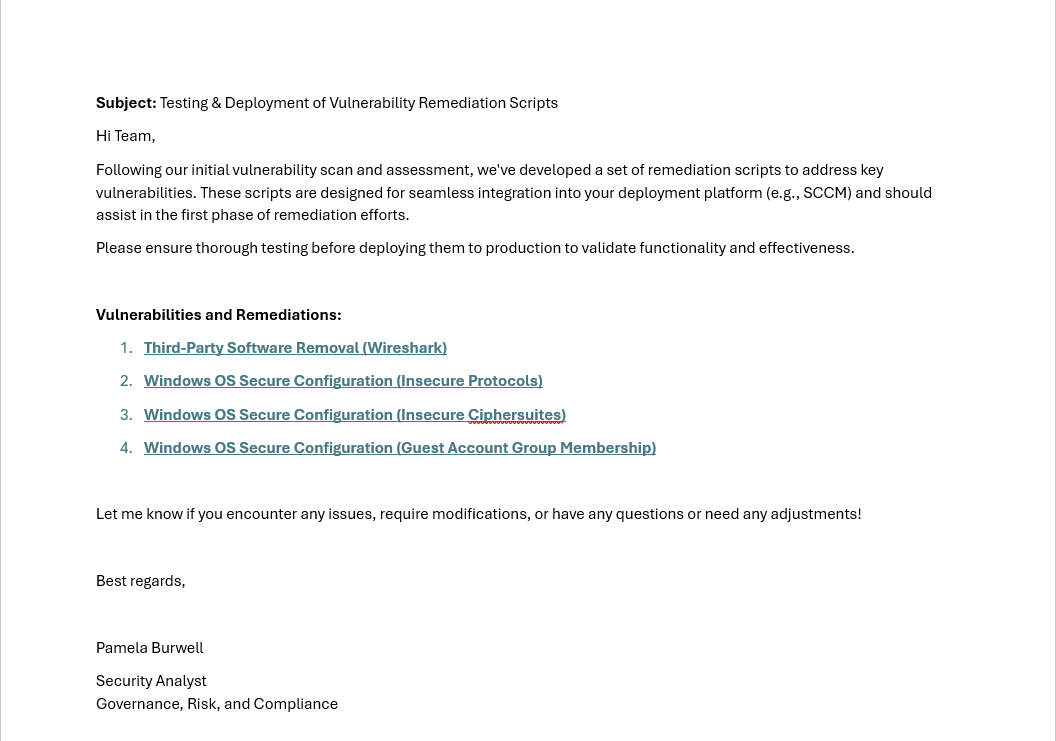 Subject: Testing & Deployment of Vulnerability Remediation Scripts
Hi Team,
Following our initial vulnerability scan and assessment, we've developed a set of remediation scripts to address key
vulnerabilities. These scripts are designed for seamless integration into your deployment platform (e.g., SCCM) and should
assist in the first phase of remediation efforts.
Please ensure thorough testing before deploying them to production to validate functionality and effectiveness.
Vulnerabilities and Remediations:
1. Third-Party Software Removal (Wireshark)
2. Windows OS Secure Configuration (Insecure Protocols)
3. Windows OS Secure Configuration (Insecure Ciphersuites)
4. Windows OS Secure Configuration (Guest Account Group Membership)
Let me know if you encounter any issues, require modifications, or have any questions or need any adjustments!
Best regards,
Pamela Burwell
Security Analyst
Governance, Risk, and Compliance